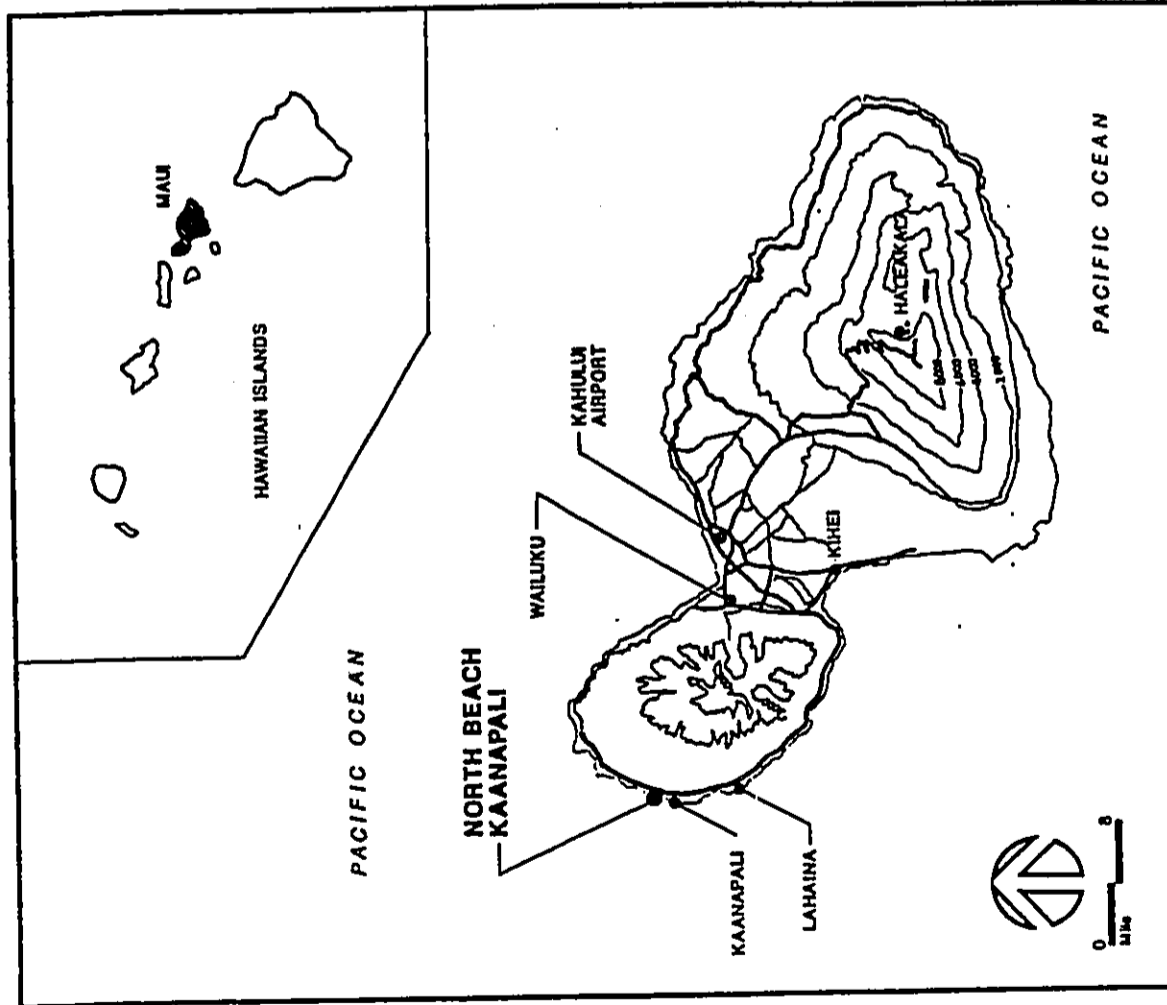 MAUI
HAWAIIAN ISLANDS
PACIFIC OCEAN
NORTH BEACH
KAANAPALI
WAILUKU
KAHULUI
AIRPORT
KIHEI
KAANAPALI
LAHAINA
PACIFIC OCEAN
0
8
Mile